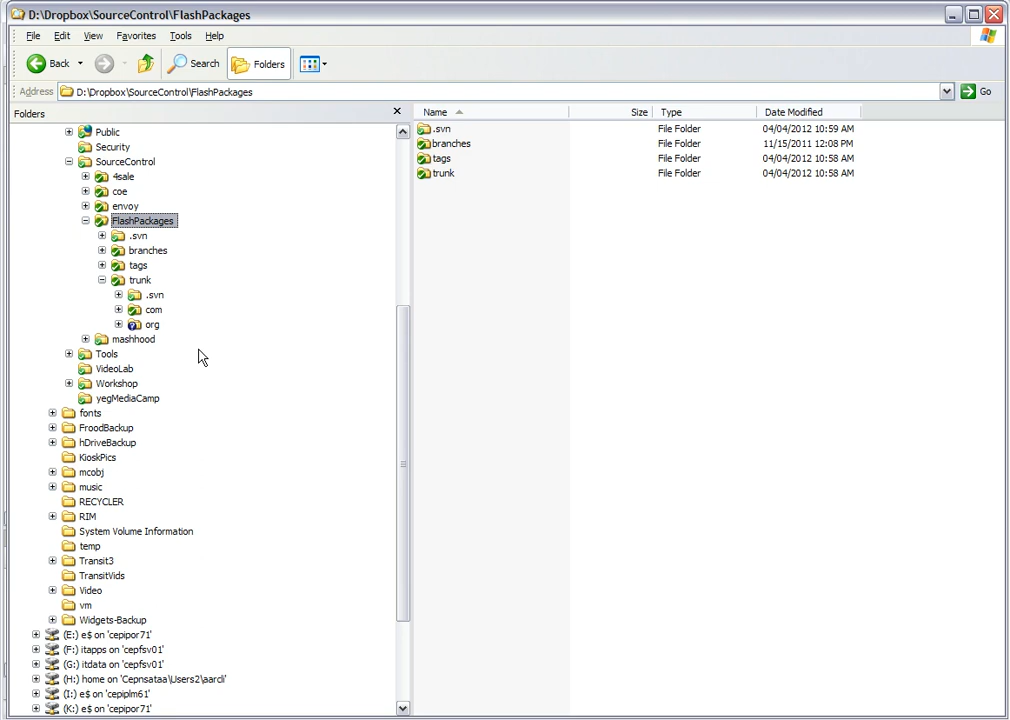 D:\Dropbox\SourceControl\FlashPackages
File Edit View Favorites Tools Help
Back Search Folders
Address D:\Dropbox\SourceControl\FlashPackages Go
Folders
Public
Security
SourceControl
4sale
coe
envoy
FlashPackages
.svn
branches
tags
trunk
.svn
com
org
mashhood
Tools
VideoLab
Workshop
yegMediaCamp
fonts
FroodBackup
hDriveBackup
KioskPics
mcobj
music
RECYCLER
RIM
System Volume Information
temp
Transit3
TransitVids
Video
vm
Widgets-Backup
(E:) e$ on 'cepipor71'
(F:) itapps on 'cepfsv01'
(G:) itdata on 'cepfsv01'
(H:) home on 'Cepnsataa\Users2\aardi'
(I:) e$ on 'cepiplm61'
(K:) e$ on 'cepipor71'
Name Size Type Date Modified
.svn File Folder 04/04/2012 10:59 AM
branches File Folder 11/15/2011 12:08 PM
tags File Folder 04/04/2012 10:58 AM
trunk File Folder 04/04/2012 10:58 AM